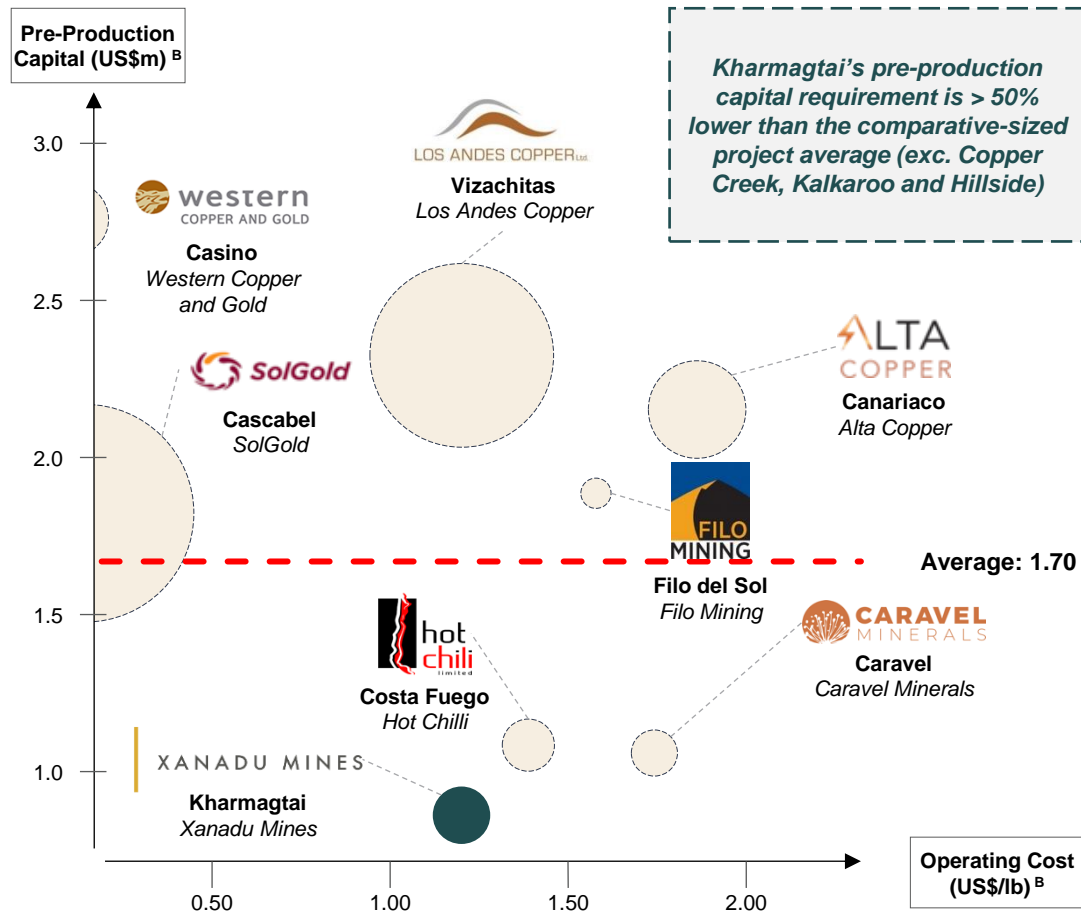 Pre-Production
Capital (US$m) B
Kharmagtai's pre-production
capital requirement is > 50%
lower than the comparative-sized
project average (exc. Copper
Creek, Kalkaroo and Hillside)
3.0
2.5
2.0
1.5
1.0
LOS ANDES COPPER Ltd.
Vizachitas
Los Andes Copper
western
COPPER AND GOLD
Casino
Western Copper
and Gold
SolGold
Cascabel
SolGold
ALTA
COPPER
Canariaco
Alta Copper
FILO
MINING
Filo del Sol
Filo Mining
Average: 1.70
hot
chili
limited
Costa Fuego
Hot Chilli
CARAVEL
MINERALS
Caravel
Caravel Minerals
XANADU MINES
Kharmagtai
Xanadu Mines
0.50
1.00
1.50
2.00
Operating Cost
(US$/lb) B